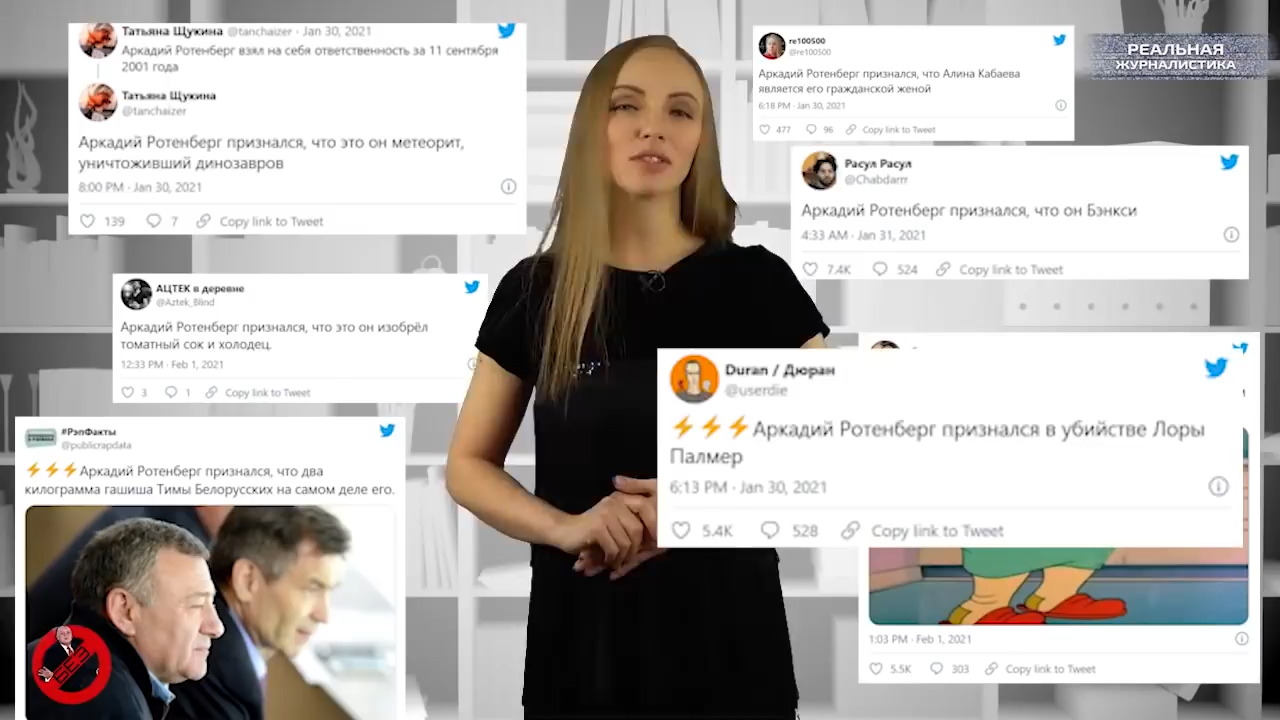 Татьяна Щукина @tanchaizer · Jan 30, 2021
Аркадий Ротенберг взял на себя ответственность за 11 сентября
2001 года
Татьяна Щукина
@tanchaizer
Аркадий Ротенберг признался, что это он метеорит,
уничтоживший динозавров
8:00 PM · Jan 30, 2021
139 7 Copy link to Tweet
АЦТЕК в деревне
@Aztek_Blind
Аркадий Ротенберг признался, что это он изобрёл
томатный сок и холодец.
12:33 PM · Feb 1, 2021
3 1 Copy link to Tweet
#РэпФакты
@publicrapdata
⚡⚡⚡Аркадий Ротенберг признался, что два
килограмма гашиша Тимы Белорусских на самом деле его.
БЕЗ
РЕАЛЬНАЯ
ЖУРНАЛИСТИКА
re100500
@re100500
Аркадий Ротенберг признался, что Алина Кабаева
является его гражданской женой
6:18 PM · Jan 30, 2021
477 96 Copy link to Tweet
Расул Расул
@Chabdarrr
Аркадий Ротенберг признался, что он Бэнкси
4:33 AM · Jan 31, 2021
7.4K 524 Copy link to Tweet
Duran / Дюран
@userdie
⚡⚡⚡Аркадий Ротенберг признался в убийстве Лоры
Палмер
6:13 PM · Jan 30, 2021
5.4K 528 Copy link to Tweet
1:03 PM · Feb 1, 2021
5.5K 303 Copy link to Tweet